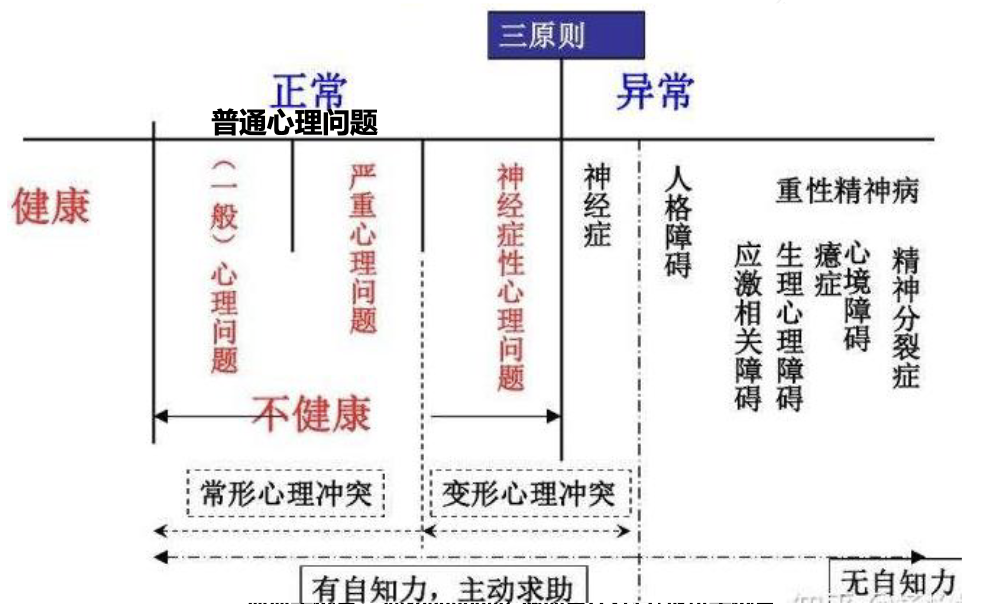 三原则
正常
异常
普通心理问题
健康
（一般）心理问题
严重心理问题
神经症性心理问题
神经症
人格障碍
重性精神病
应激相关障碍
生理心理障碍
癔症
心境障碍
精神分裂症
不健康
常形心理冲突
变形心理冲突
有自知力，主动求助
无自知力